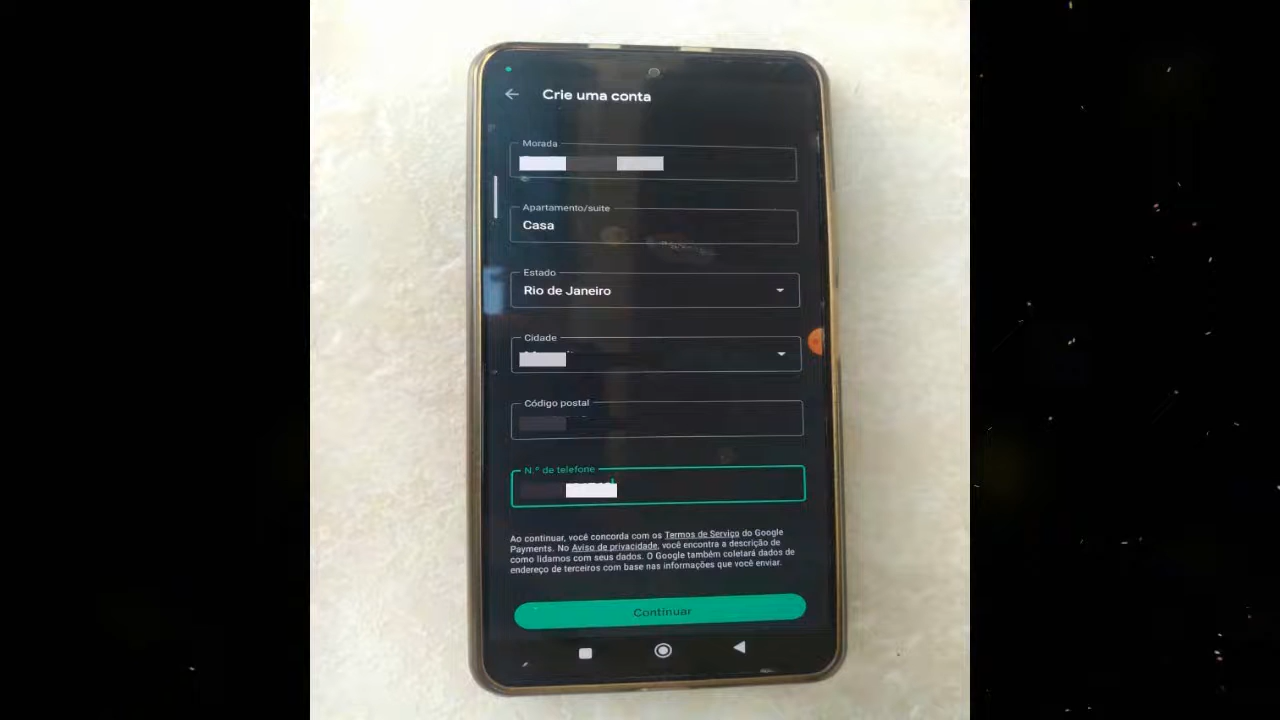 Crie uma conta
Morada
Apartamento/suite
Casa
Estado
Rio de Janeiro
Cidade
Código postal
N.º de telefone
Ao continuar, você concorda com os Termos de Serviço do Google
Payments. No Aviso de privacidade, você encontra a descrição de
como lidamos com seus dados. O Google também coletará dados de
endereço de terceiros com base nas informações que você enviar.
Continuar